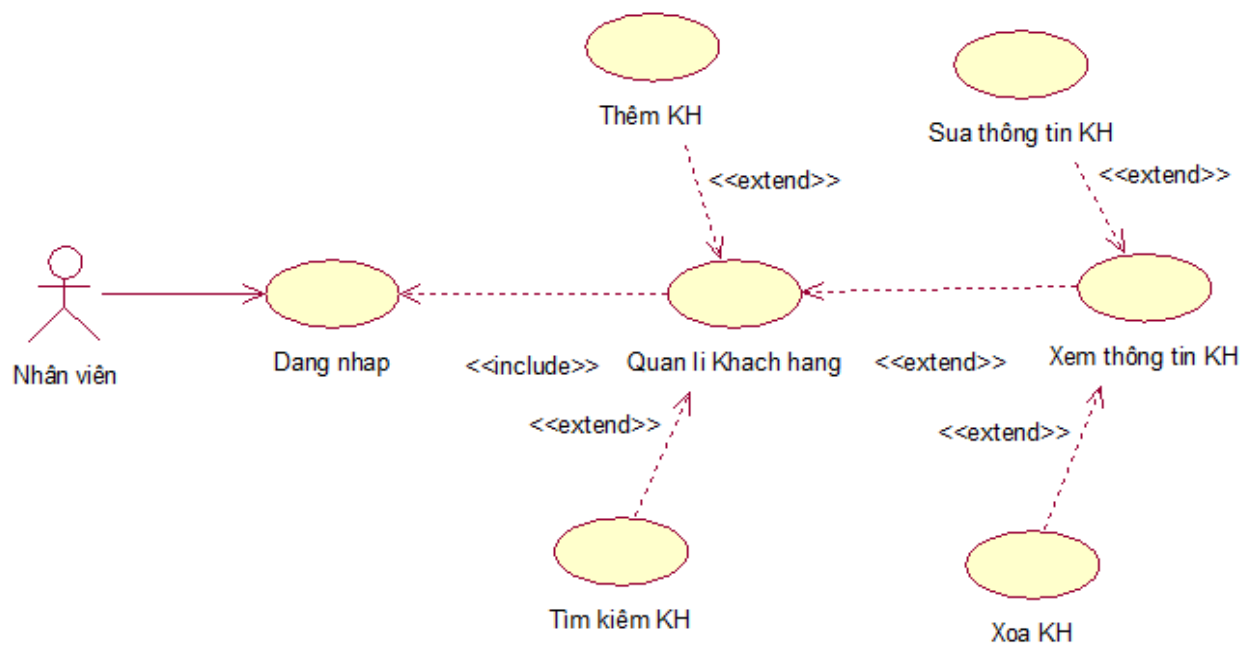 Thêm KH
Sua thông tin KH
<<extend>>
<<extend>>
Nhân viên
Dang nhap
<<include>>
Quan li Khach hang
<<extend>>
Xem thông tin KH
<<extend>>
<<extend>>
Tìm kiêm KH
Xoa KH